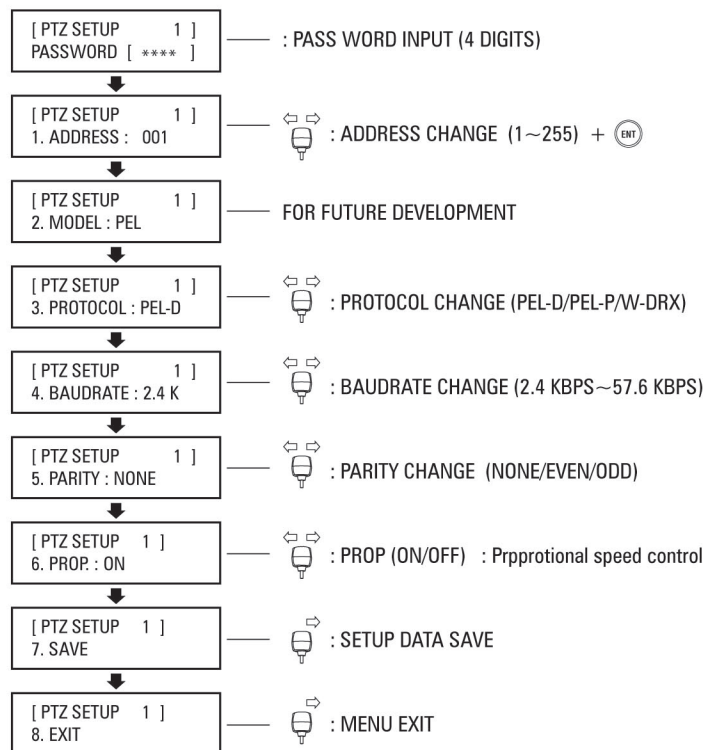 [ PTZ SETUP 1 ]
PASSWORD [ **** ]
: PASS WORD INPUT (4 DIGITS)
[ PTZ SETUP 1 ]
1. ADDRESS : 001
: ADDRESS CHANGE (1~255) + ENT
[ PTZ SETUP 1 ]
2. MODEL : PEL
FOR FUTURE DEVELOPMENT
[ PTZ SETUP 1 ]
3. PROTOCOL : PEL-D
: PROTOCOL CHANGE (PEL-D/PEL-P/W-DRX)
[ PTZ SETUP 1 ]
4. BAUDRATE : 2.4 K
: BAUDRATE CHANGE (2.4 KBPS~57.6 KBPS)
[ PTZ SETUP 1 ]
5. PARITY : NONE
: PARITY CHANGE (NONE/EVEN/ODD)
[ PTZ SETUP 1 ]
6. PROP. : ON
: PROP (ON/OFF) : Prpprotional speed control
[ PTZ SETUP 1 ]
7. SAVE
: SETUP DATA SAVE
[ PTZ SETUP 1 ]
8. EXIT
: MENU EXIT